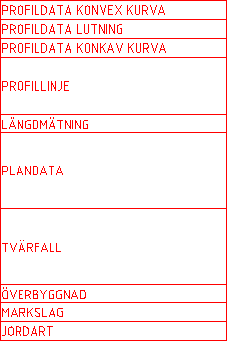 PROFILDATA KONVEX KURVA
PROFILDATA LUTNING
PROFILDATA KONKAV KURVA
PROFILLINJE
LÄNGDMÄTNING
PLANDATA
TVÄRFALL
ÖVERBYGGNAD
MARKSLAG
JORDART